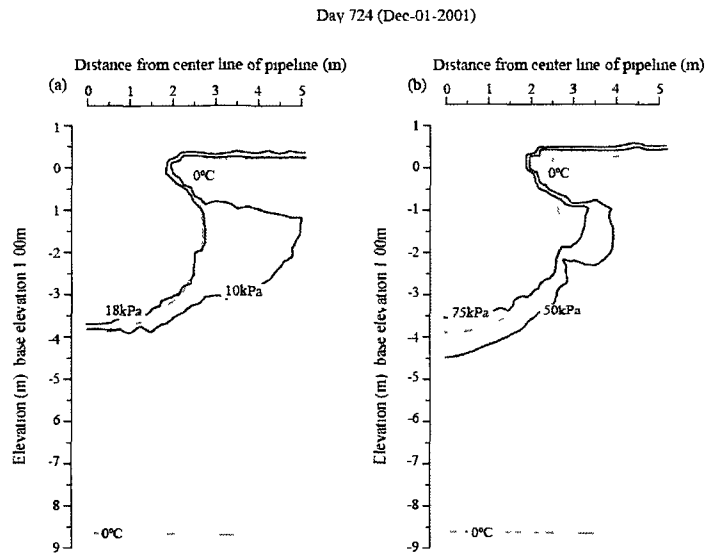 Day 724 (Dec-01-2001)
Distance from center line of pipeline (m)
(a)
0 1 2 3 4 5
1
0
-1
-2
-3
-4
-5
-6
-7
8
-9
Elevation (m) base elevation 1 00m
0°C
18kPa
10kPa
0°C
Distance from center line of pipeline (m)
(b)
0 1 2 3 4 5
1
0
-1
-2
-3
-4
-5
-6
-7
8
-9
Elevation (m) base elevation 1 00m
0°C
75kPa
50kPa
0°C